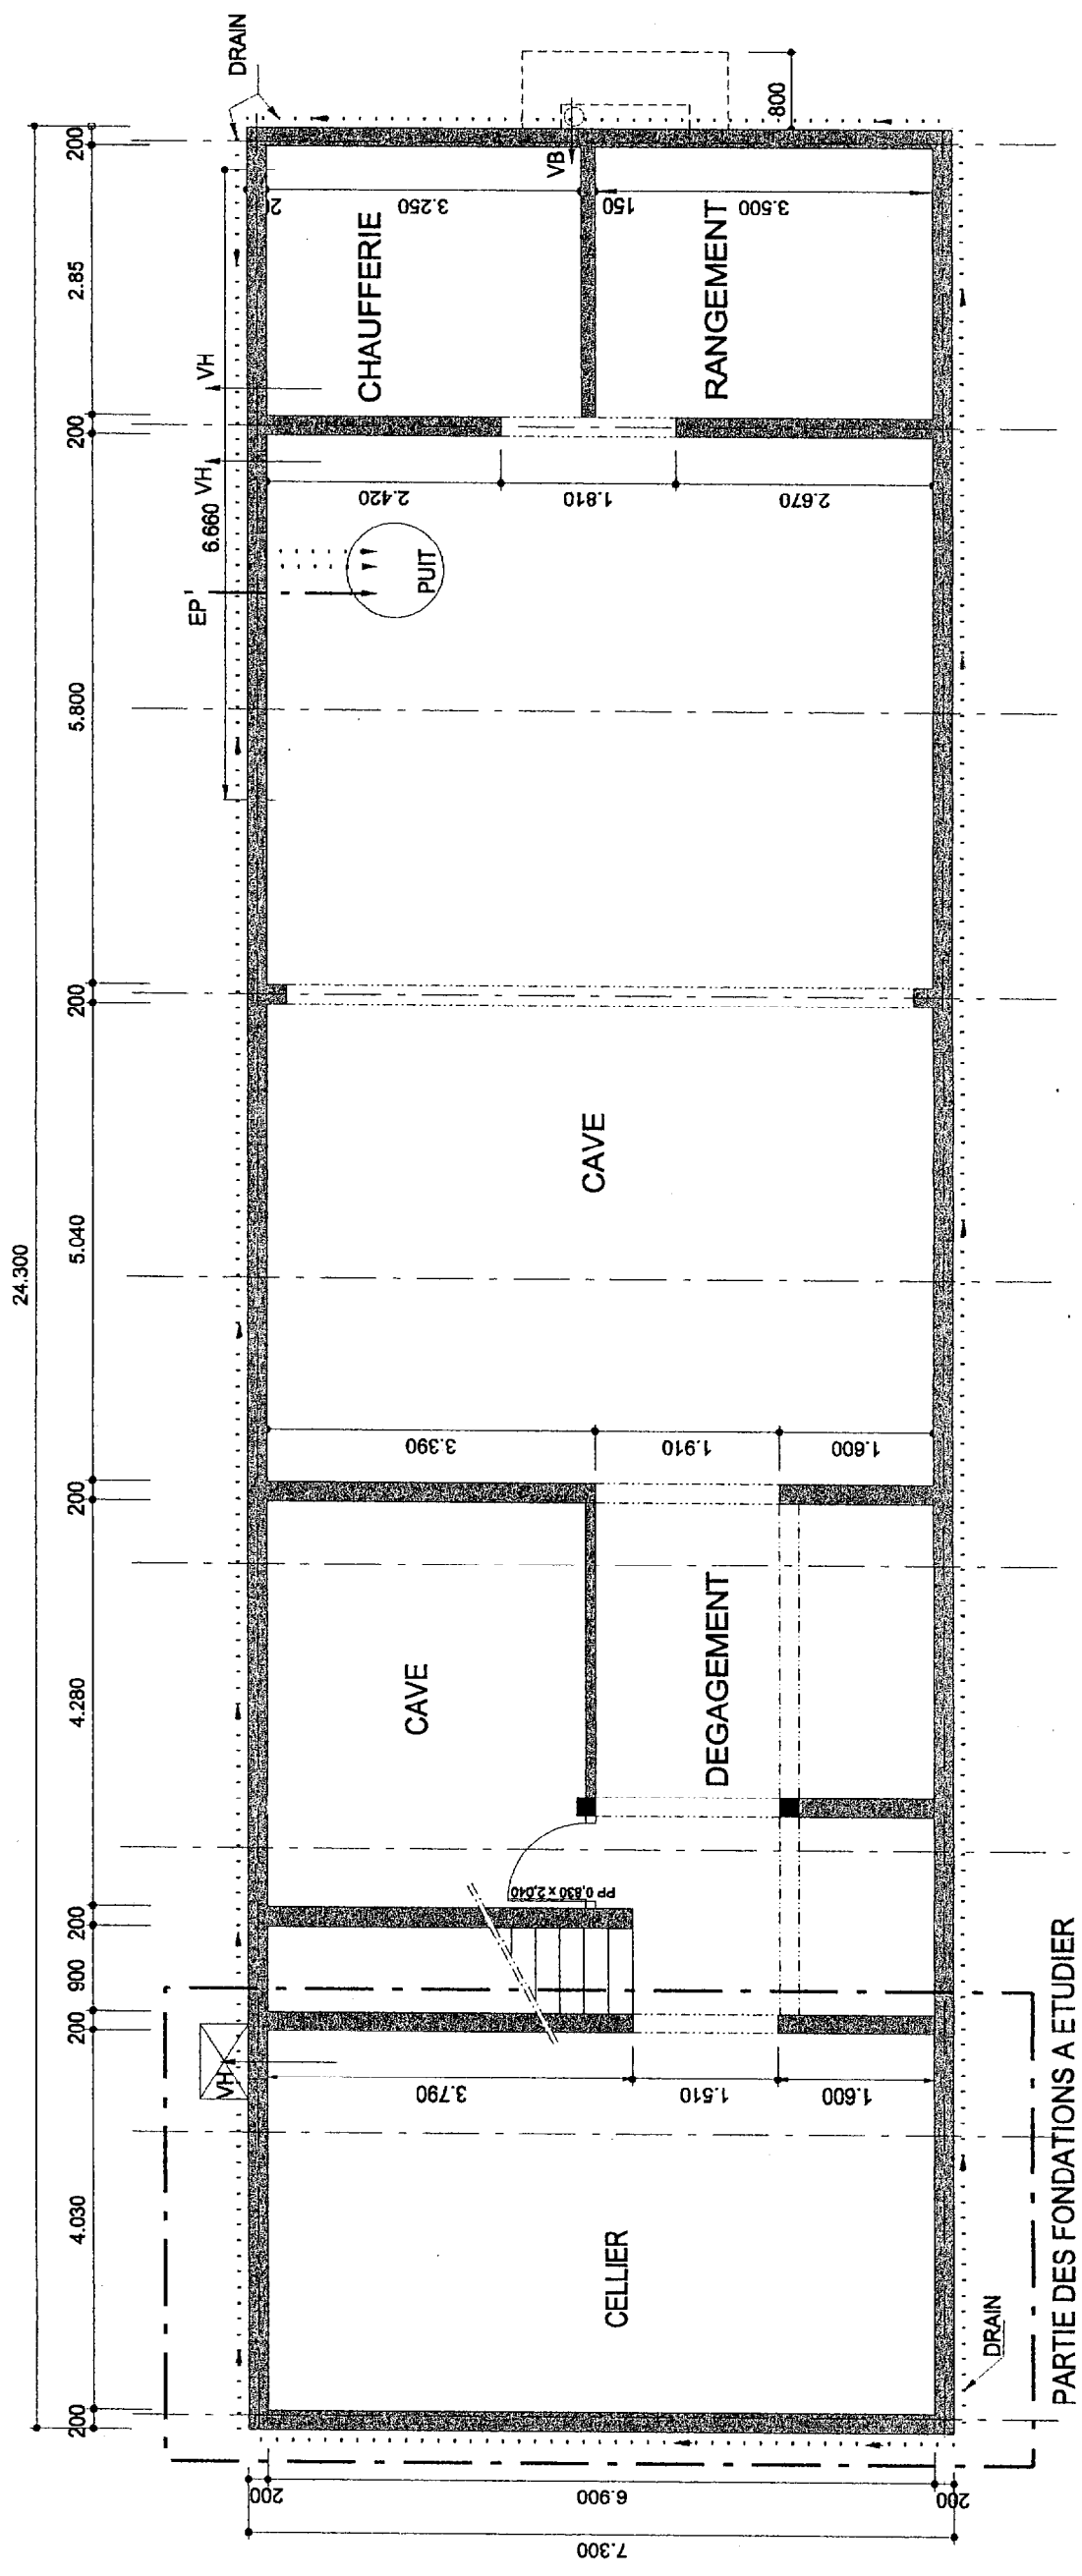 DRAIN
24.300
200
2.85
200
5.800
200
5.040
200
4.280
200
900
200
4.030
200
800
VB
3.250
150
3.500
CHAUFFERIE
RANGEMENT
VH
VH
6.660
2.420
1.810
2.670
EP
PUIT
CAVE
3.390
1.910
1.600
CAVE
DEGAGEMENT
PP 0,830 x 2,040
VH
3.790
1.510
1.600
CELLIER
DRAIN
PARTIE DES FONDATIONS A ETUDIER
200
6.900
200
7.300